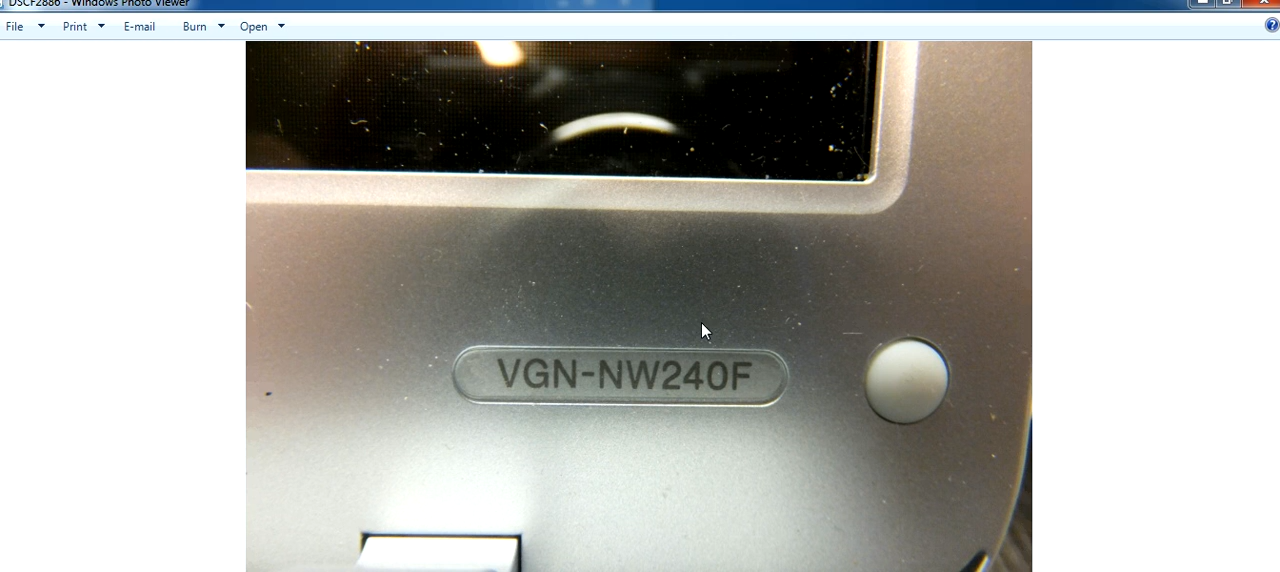 DSCF2886 - Windows Photo Viewer
File Print E-mail Burn Open
VGN-NW240F